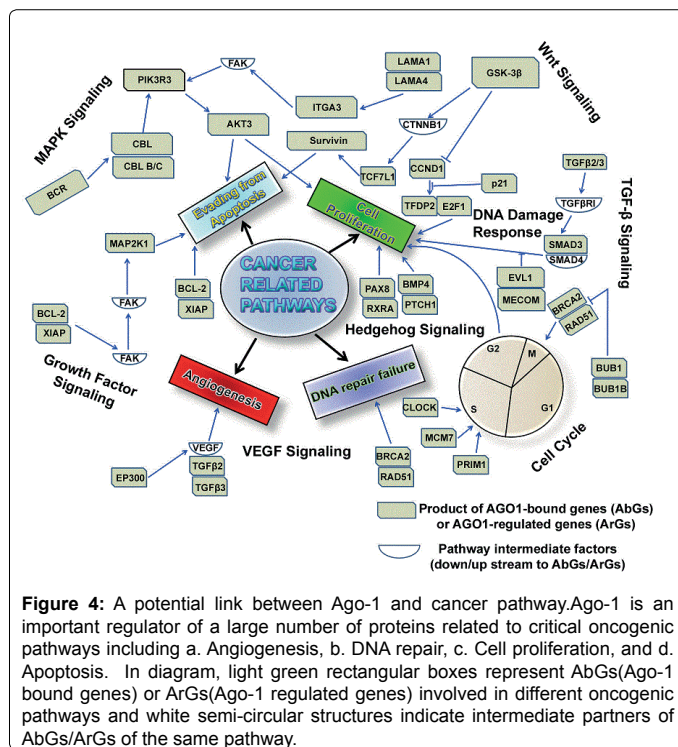 LAMA1
LAMA4
GSK-3β
Wnt Signaling
FAK
PIK3R3
MAPK Signaling
ITGA3
AKT3
Survivin
CTNNB1
CBL
CBL B/C
BCR
TCF7L1
CCND1
p21
TGFβ2/3
TGFβRI
TGF-β Signaling
Evading from
Apoptosis
Cell
Proliferation
TFDP2
E2F1
DNA Damage
Response
SMAD3
SMAD4
MAP2K1
CANCER
RELATED
PATHWAYS
BCL-2
XIAP
PAX8
RXRA
BMP4
PTCH1
EVL1
MECOM
BRCA2
RAD51
FAK
BCL-2
XIAP
FAK
Hedgehog Signaling
Growth Factor
Signaling
G2
M
S
G1
BUB1
BUB1B
Angiogenesis
DNA repair failure
CLOCK
MCM7
PRIM1
Cell Cycle
VEGF Signaling
VEGF
TGFβ2
TGFβ3
EP300
BRCA2
RAD51
Product of AGO1-bound genes (AbGs)
or AGO1-regulated genes (ArGs)
Pathway intermediate factors
(down/up stream to AbGs/ArGs)
Figure 4: A potential link between Ago-1 and cancer pathway.Ago-1 is an
important regulator of a large number of proteins related to critical oncogenic
pathways including a. Angiogenesis, b. DNA repair, c. Cell proliferation, and d.
Apoptosis. In diagram, light green rectangular boxes represent AbGs(Ago-1
bound genes) or ArGs(Ago-1 regulated genes) involved in different oncogenic
pathways and white semi-circular structures indicate intermediate partners of
AbGs/ArGs of the same pathway.